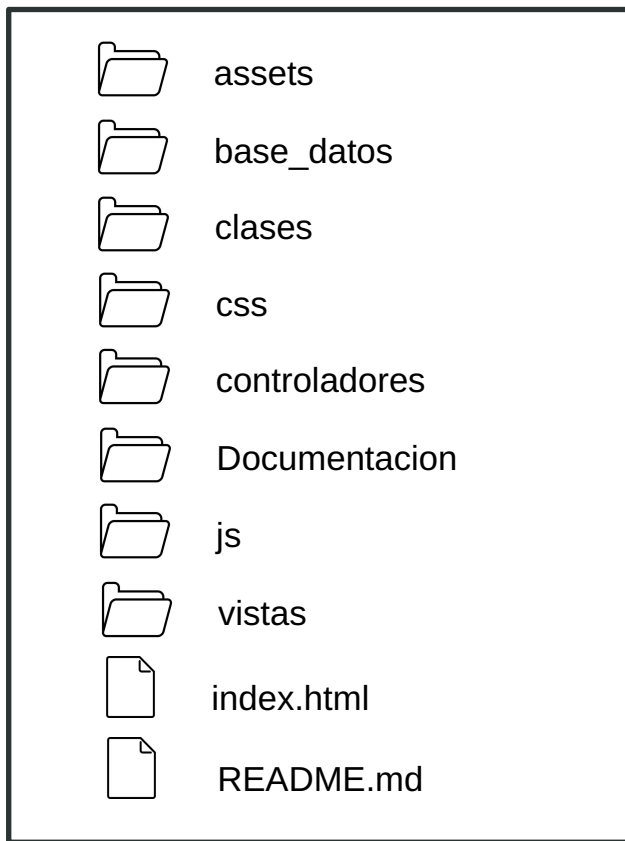 assets
base_datos
clases
css
controladores
Documentacion
js
vistas
index.html
README.md